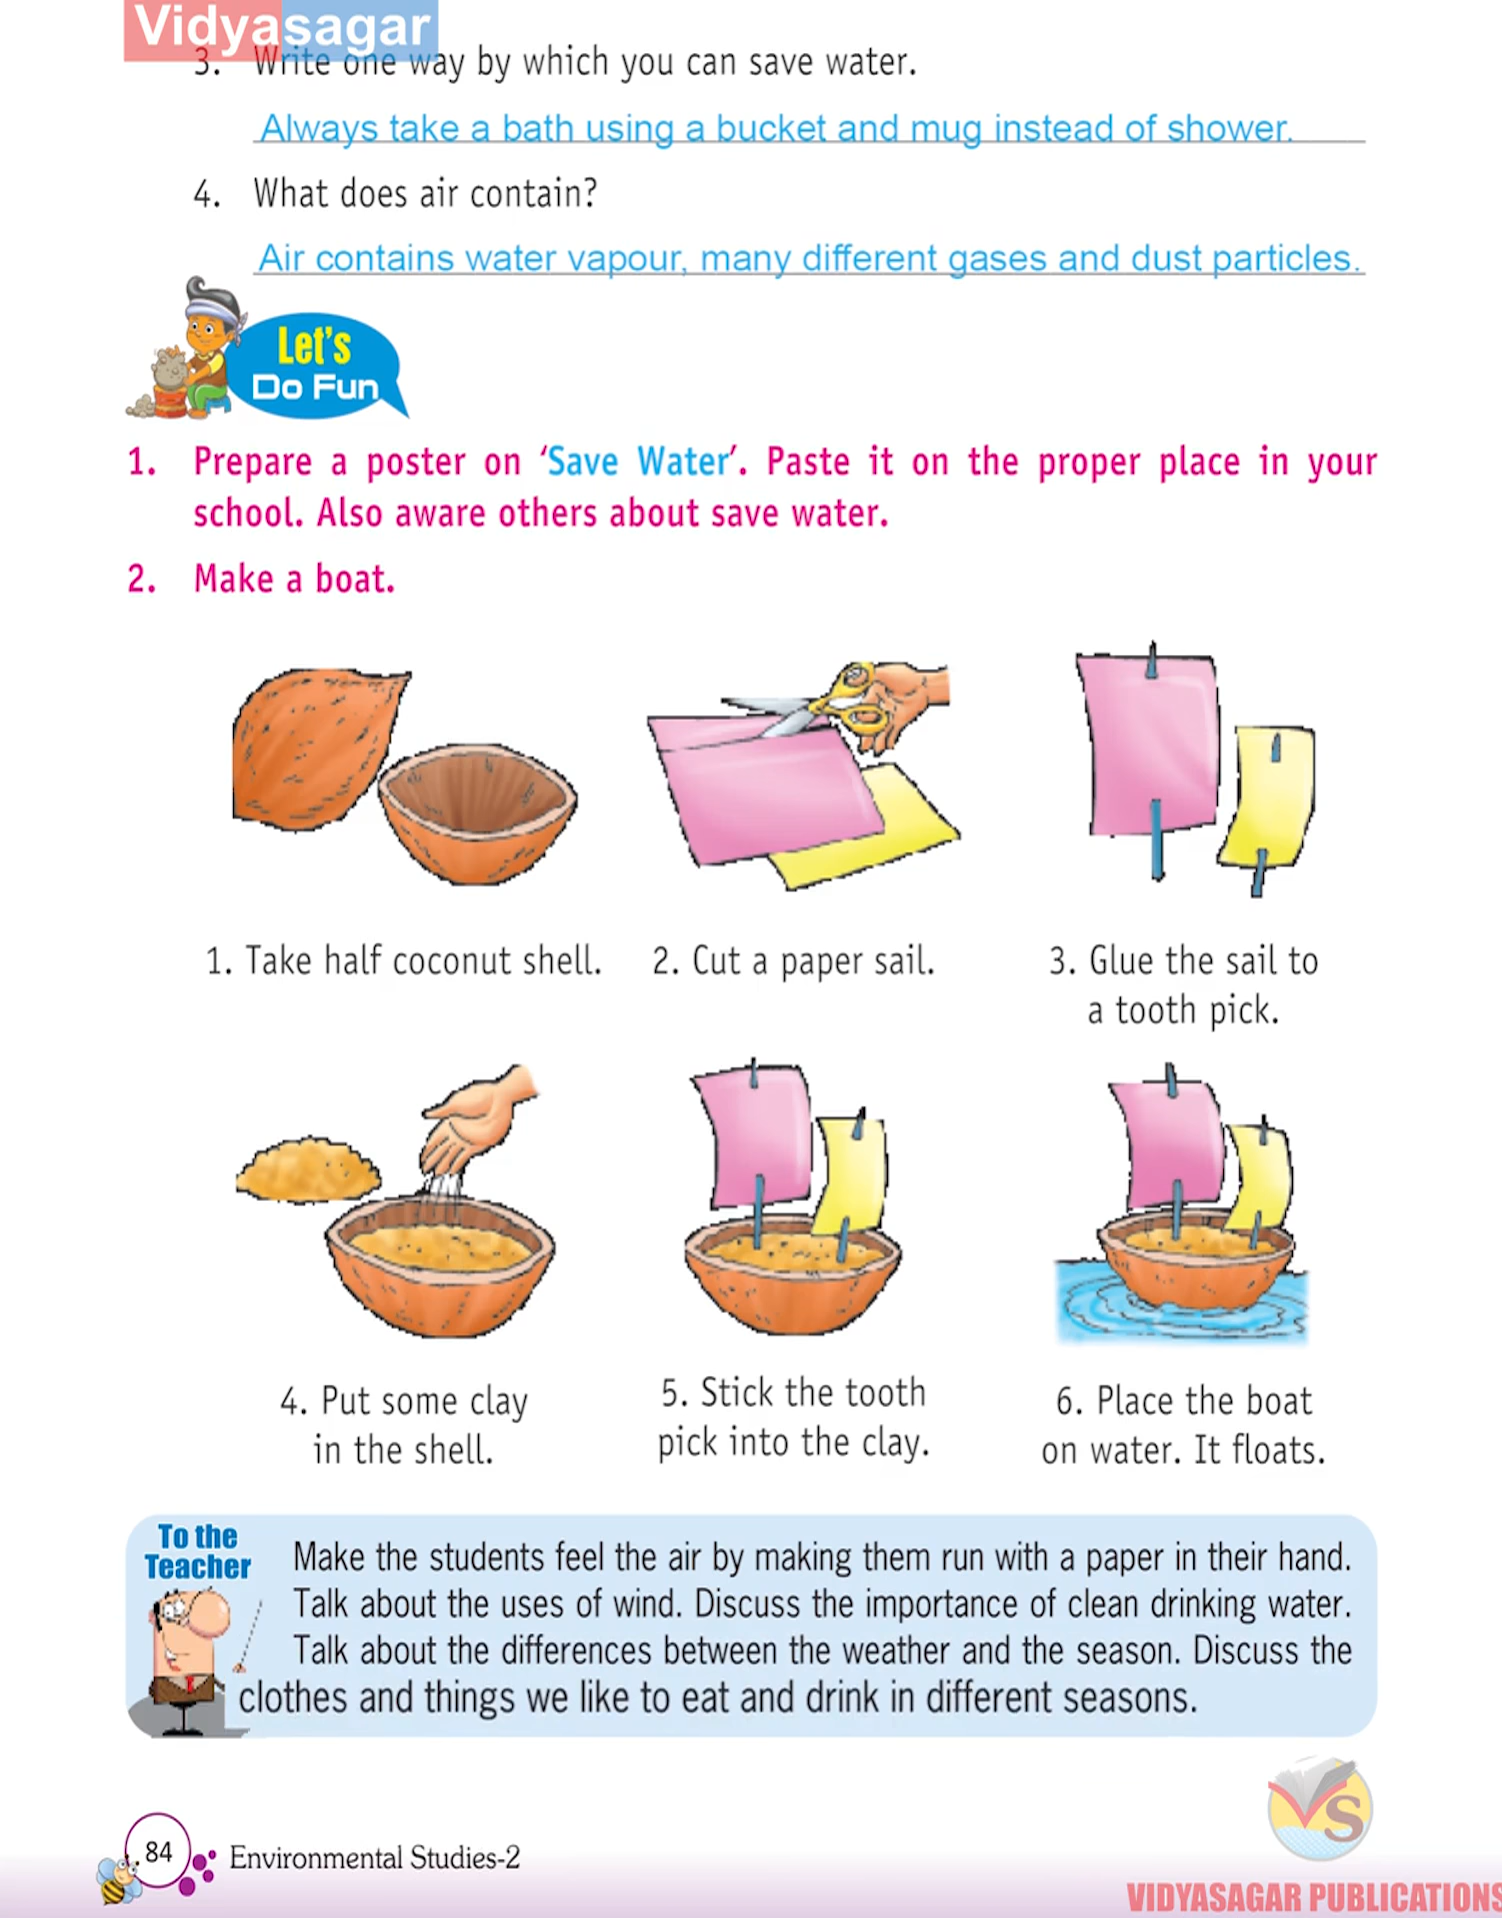 Vidyasagar
3. Write one way by which you can save water.
Always take a bath using a bucket and mug instead of shower.
4. What does air contain?
Air contains water vapour, many different gases and dust particles.
Let's
Do Fun
1. Prepare a poster on 'Save Water'. Paste it on the proper place in your
school. Also aware others about save water.
2. Make a boat.
1. Take half coconut shell.
2. Cut a paper sail.
3. Glue the sail to
a tooth pick.
4. Put some clay
in the shell.
5. Stick the tooth
pick into the clay.
6. Place the boat
on water. It floats.
To the
Teacher
Make the students feel the air by making them run with a paper in their hand.
Talk about the uses of wind. Discuss the importance of clean drinking water.
Talk about the differences between the weather and the season. Discuss the
clothes and things we like to eat and drink in different seasons.
VS
84
Environmental Studies-2
VIDYASAGAR PUBLICATIONS